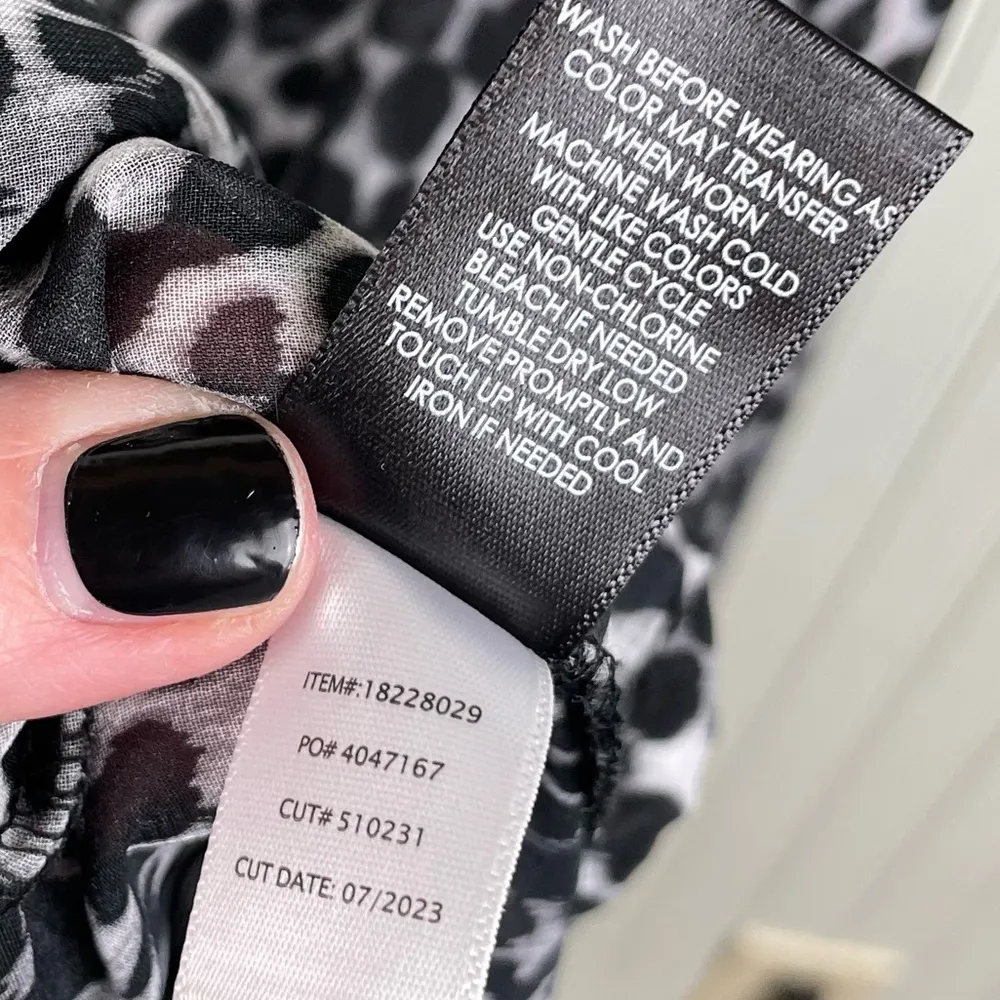 WASH BEFORE WEARING AS
COLOR MAY TRANSFER
WHEN WORN
MACHINE WASH COLD
WITH LIKE COLORS
GENTLE CYCLE
USE NON-CHLORINE
BLEACH IF NEEDED
TUMBLE DRY LOW
REMOVE PROMPTLY AND
TOUCH UP WITH COOL
IRON IF NEEDED
ITEM#:18228029
PO# 4047167
CUT# 510231
CUT DATE: 07/2023